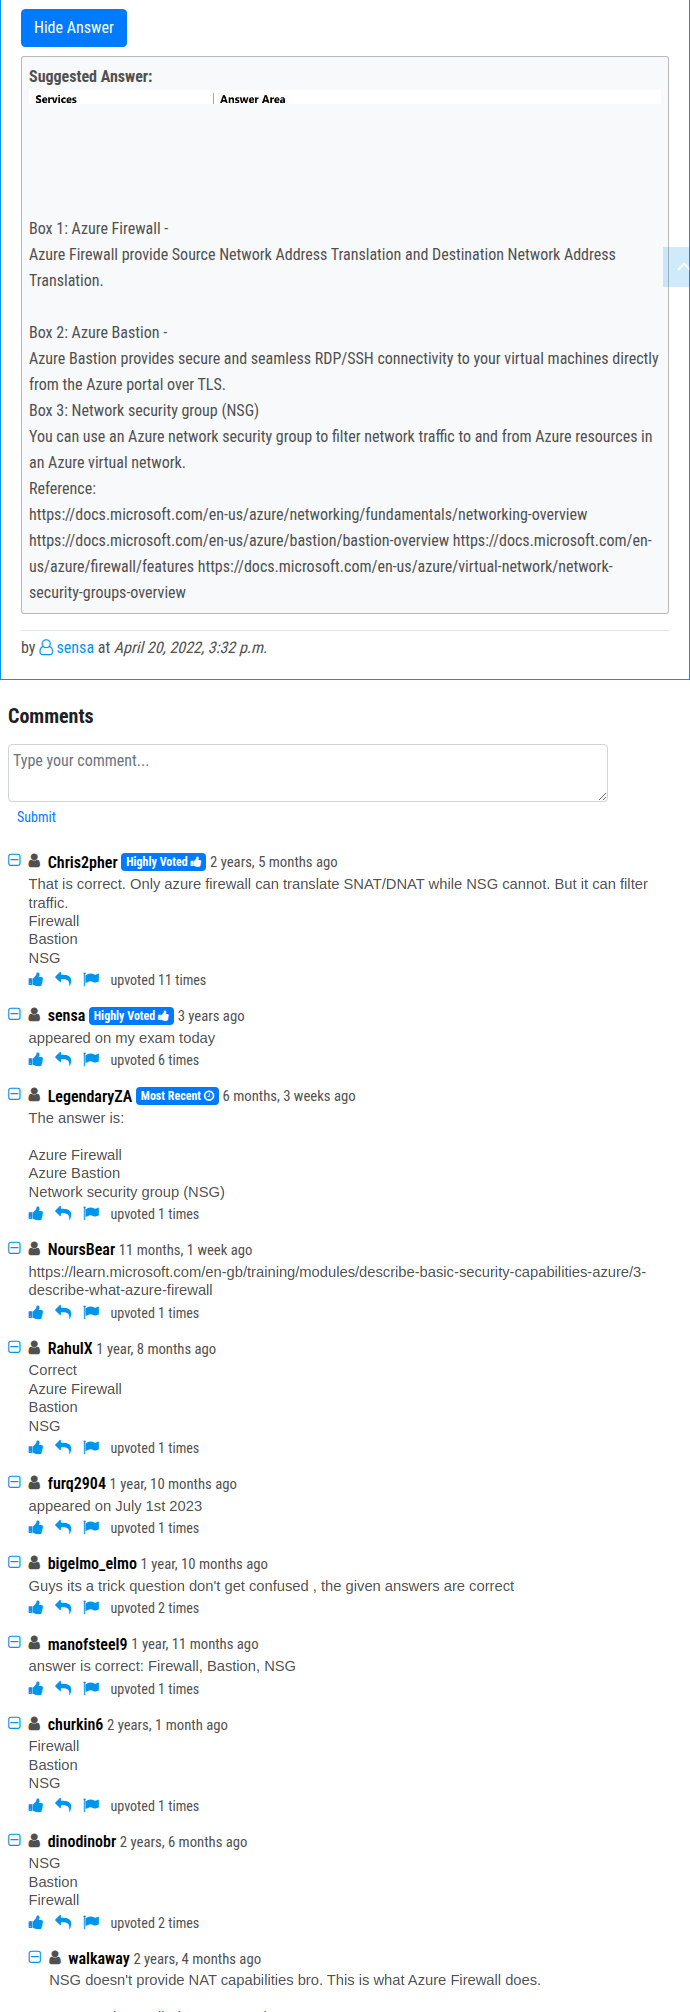 Hide Answer
Suggested Answer:
Services
Answer Area
Box 1: Azure Firewall -
Azure Firewall provide Source Network Address Translation and Destination Network Address
Translation.
Box 2: Azure Bastion -
Azure Bastion provides secure and seamless RDP/SSH connectivity to your virtual machines directly
from the Azure portal over TLS.
Box 3: Network security group (NSG)
You can use an Azure network security group to filter network traffic to and from Azure resources in
an Azure virtual network.
Reference:
https://docs.microsoft.com/en-us/azure/networking/fundamentals/networking-overview
https://docs.microsoft.com/en-us/azure/bastion/bastion-overview https://docs.microsoft.com/en-
us/azure/firewall/features https://docs.microsoft.com/en-us/azure/virtual-network/network-
security-groups-overview
by sensa at April 20, 2022, 3:32 p.m.
Comments
Type your comment...
Submit
Chris2pher Highly Voted 2 years, 5 months ago
That is correct. Only azure firewall can translate SNAT/DNAT while NSG cannot. But it can filter
traffic.
Firewall
Bastion
NSG
upvoted 11 times
sensa Highly Voted 3 years ago
appeared on my exam today
upvoted 6 times
LegendaryZA Most Recent 6 months, 3 weeks ago
The answer is:
Azure Firewall
Azure Bastion
Network security group (NSG)
upvoted 1 times
NoursBear 11 months, 1 week ago
https://learn.microsoft.com/en-gb/training/modules/describe-basic-security-capabilities-azure/3-
describe-what-azure-firewall
upvoted 1 times
RahulX 1 year, 8 months ago
Correct
Azure Firewall
Bastion
NSG
upvoted 1 times
furq2904 1 year, 10 months ago
appeared on July 1st 2023
upvoted 1 times
bigelmo_elmo 1 year, 10 months ago
Guys its a trick question don't get confused , the given answers are correct
upvoted 2 times
manofsteel9 1 year, 11 months ago
answer is correct: Firewall, Bastion, NSG
upvoted 1 times
churkin6 2 years, 1 month ago
Firewall
Bastion
NSG
upvoted 1 times
dinodinobr 2 years, 6 months ago
NSG
Bastion
Firewall
upvoted 2 times
walkaway 2 years, 4 months ago
NSG doesn't provide NAT capabilities bro. This is what Azure Firewall does.